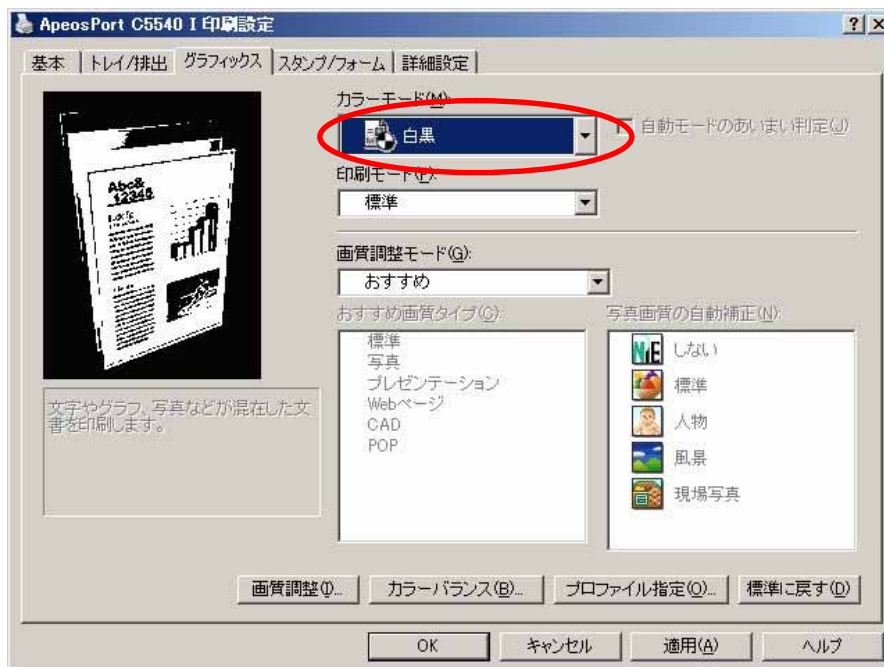 ApeosPort C5540 I 印刷設定
基本 トレイ/排出 グラフィックス スタンプ/フォーム 詳細設定
カラーモード(M):
白黒
自動モードのあいまい判定(J)
印刷モード(F):
標準
画質調整モード(G):
おすすめ
おすすめ画質タイプ(C):
標準
写真
プレゼンテーション
Webページ
CAD
POP
写真画質の自動補正(N):
しない
標準
人物
風景
現場写真
Abc&
12345
文字やグラフ、写真などが混在した文
書を印刷します。
画質調整(I)... カラーバランス(B)... プロファイル指定(O)... 標準に戻す(D)
OK キャンセル 適用(A) ヘルプ